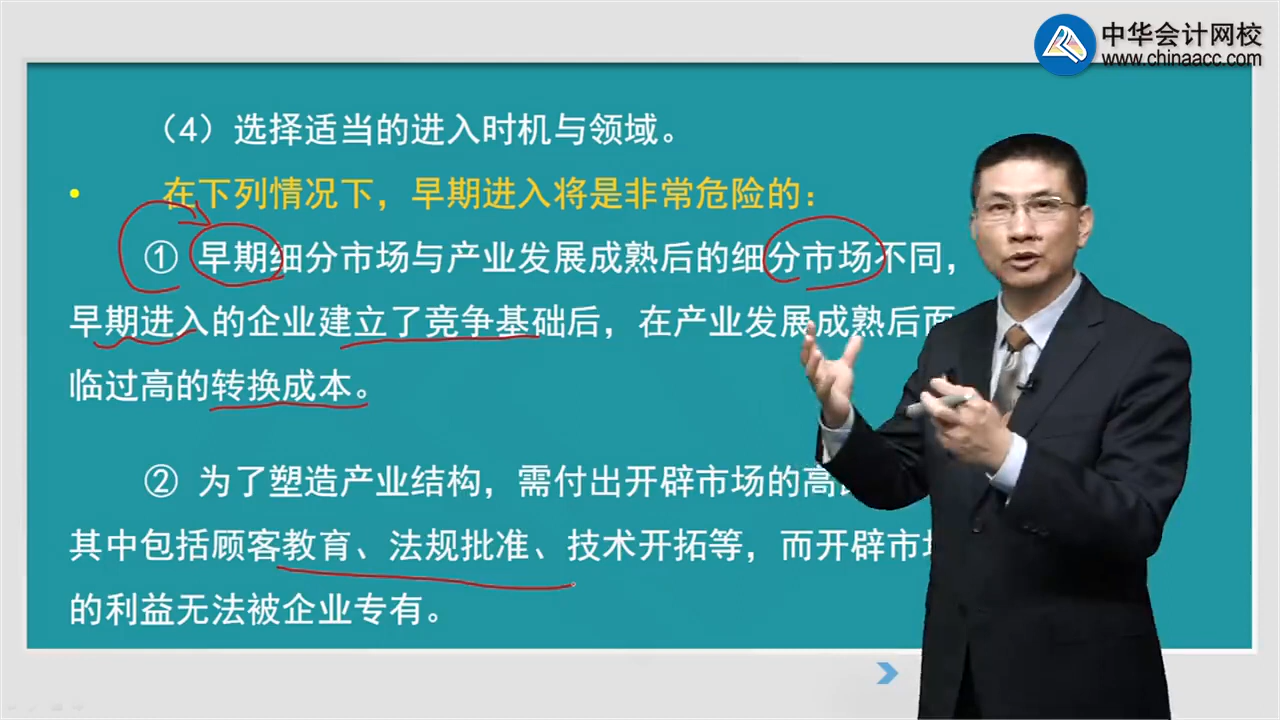 中华会计网校
www.chinaacc.com
（4）选择适当的进入时机与领域。
• 在下列情况下，早期进入将是非常危险的：
① 早期细分市场与产业发展成熟后的细分市场不同，
早期进入的企业建立了竞争基础后，在产业发展成熟后面
临过高的转换成本。
② 为了塑造产业结构，需付出开辟市场的高
其中包括顾客教育、法规批准、技术开拓等，而开辟市场
的利益无法被企业专有。